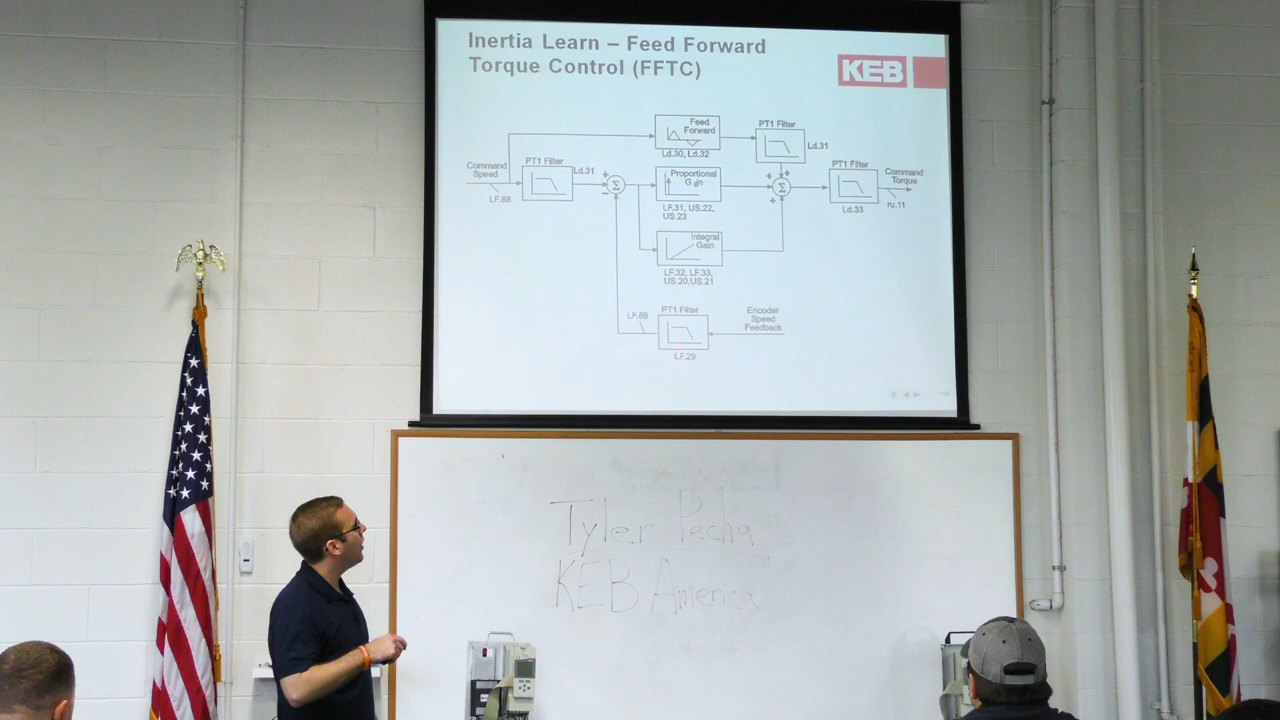 Inertia Learn – Feed Forward
Torque Control (FFTC)
KEB
Feed
Forward
Ld.30, Ld.32
PT1 Filter
Ld.31
Command
Speed
LF.88
PT1 Filter
Ld.31
+
−
Σ
Proportional
Gain
LF.31, US.22,
US.23
+
+
+
Σ
PT1 Filter
Ld.33
Command
Torque
ru.11
Integral
Gain
LF.32, LF.33,
US.20,US.21
LF.89
PT1 Filter
LF.29
Encoder
Speed
Feedback
Tyler Pacha
KEB America